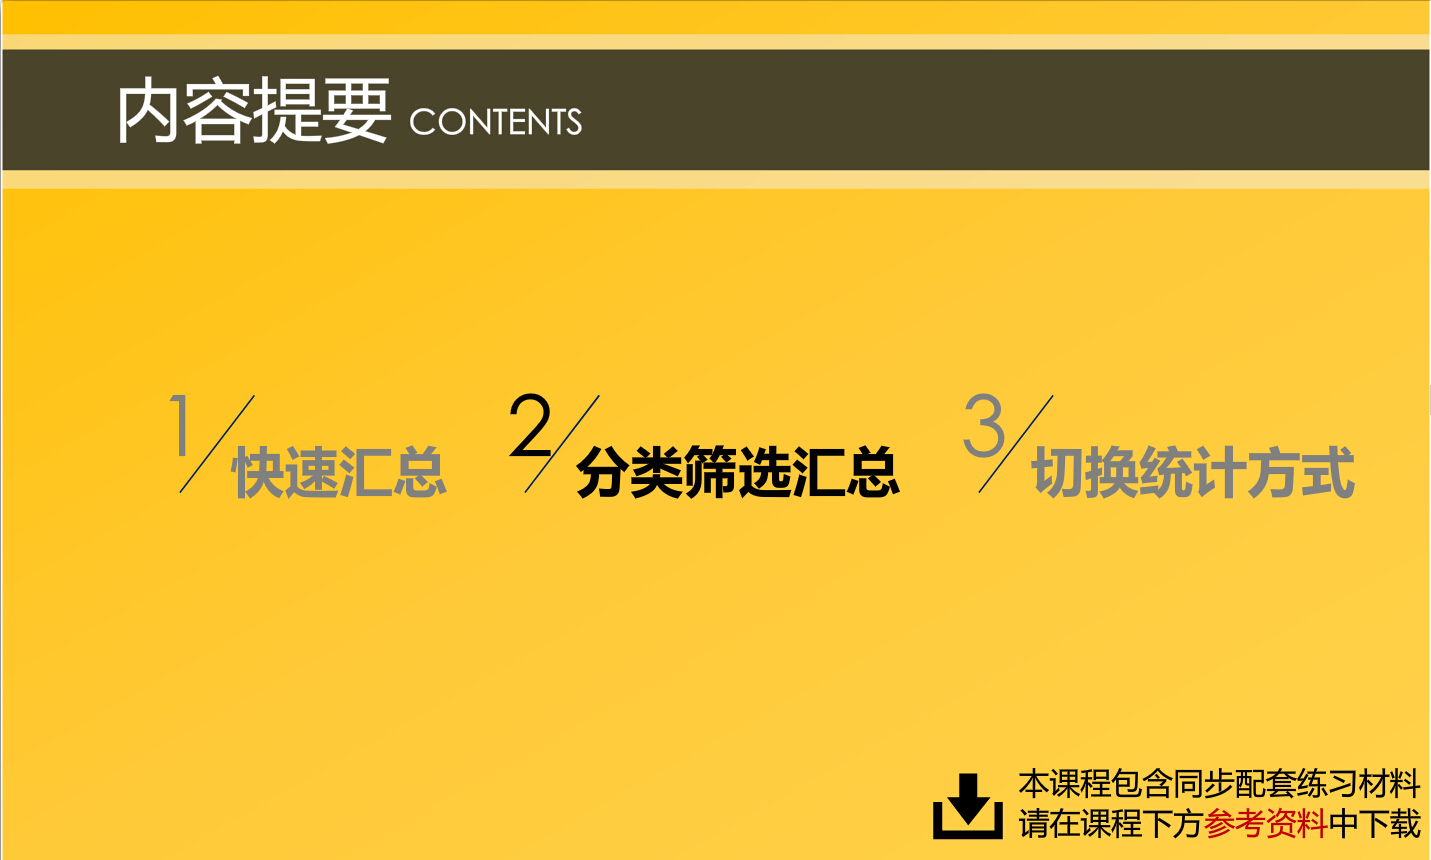 内容提要 CONTENTS
1 快速汇总 2 分类筛选汇总 3 切换统计方式
本课程包含同步配套练习材料
请在课程下方参考资料中下载